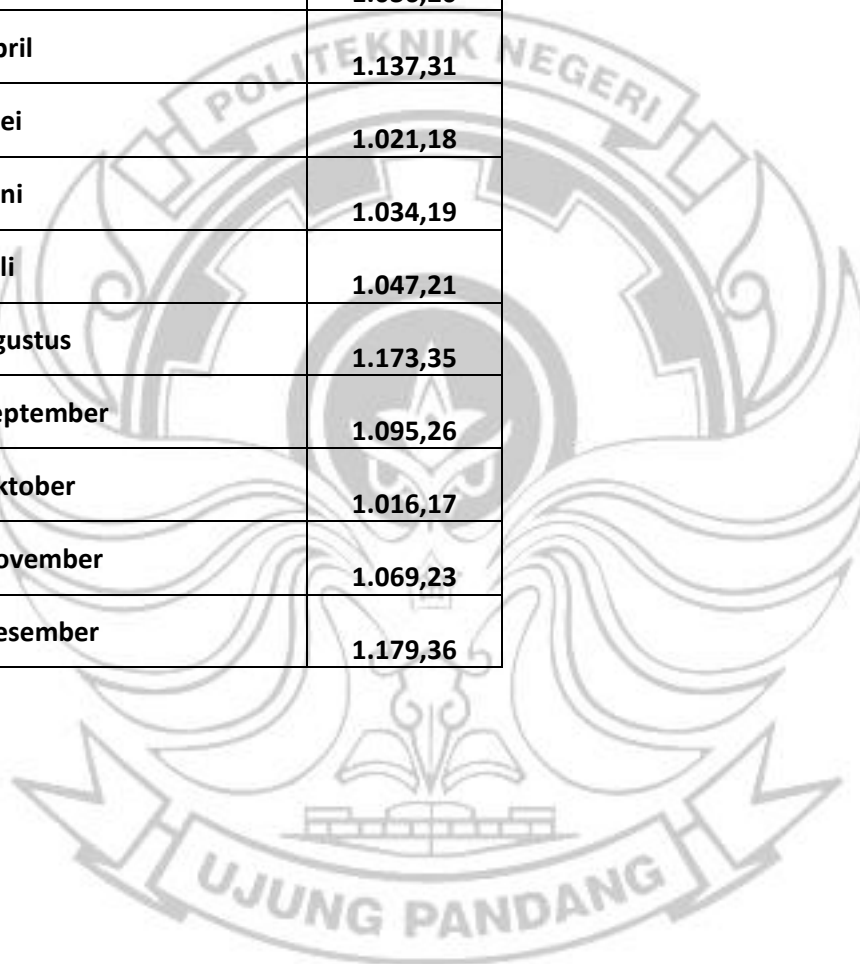 POLITEKNIK NEGERI
pril 1.137,31
ei 1.021,18
ni 1.034,19
li 1.047,21
gustus 1.173,35
eptember 1.095,26
ktober 1.016,17
ovember 1.069,23
esember 1.179,36
UJUNG PANDANG